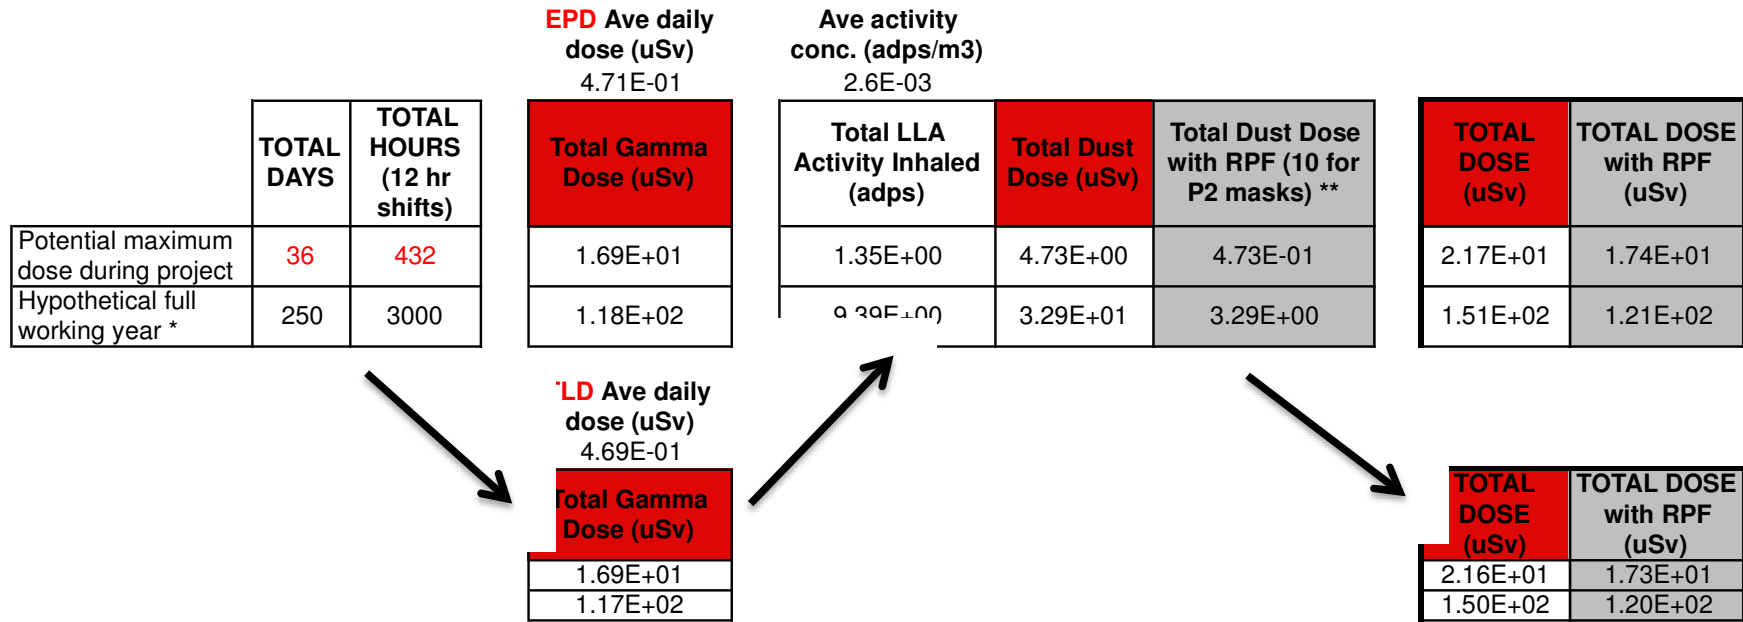 EPD Ave daily
dose (uSv)
4.71E-01
Ave activity
conc. (adps/m3)
2.6E-03
TOTAL
DAYS
TOTAL
HOURS
(12 hr
shifts)
Total Gamma
Dose (uSv)
Total LLA
Activity Inhaled
(adps)
Total Dust
Dose (uSv)
Total Dust Dose
with RPF (10 for
P2 masks) **
TOTAL
DOSE
(uSv)
TOTAL DOSE
with RPF
(uSv)
Potential maximum
dose during project
36
432
1.69E+01
1.35E+00
4.73E+00
4.73E-01
2.17E+01
1.74E+01
Hypothetical full
working year *
250
3000
1.18E+02
9.39E+00
3.29E+01
3.29E+00
1.51E+02
1.21E+02
LD Ave daily
dose (uSv)
4.69E-01
Total Gamma
Dose (uSv)
1.69E+01
1.17E+02
TOTAL
DOSE
(uSv)
TOTAL DOSE
with RPF
(uSv)
2.16E+01
1.73E+01
1.50E+02
1.20E+02